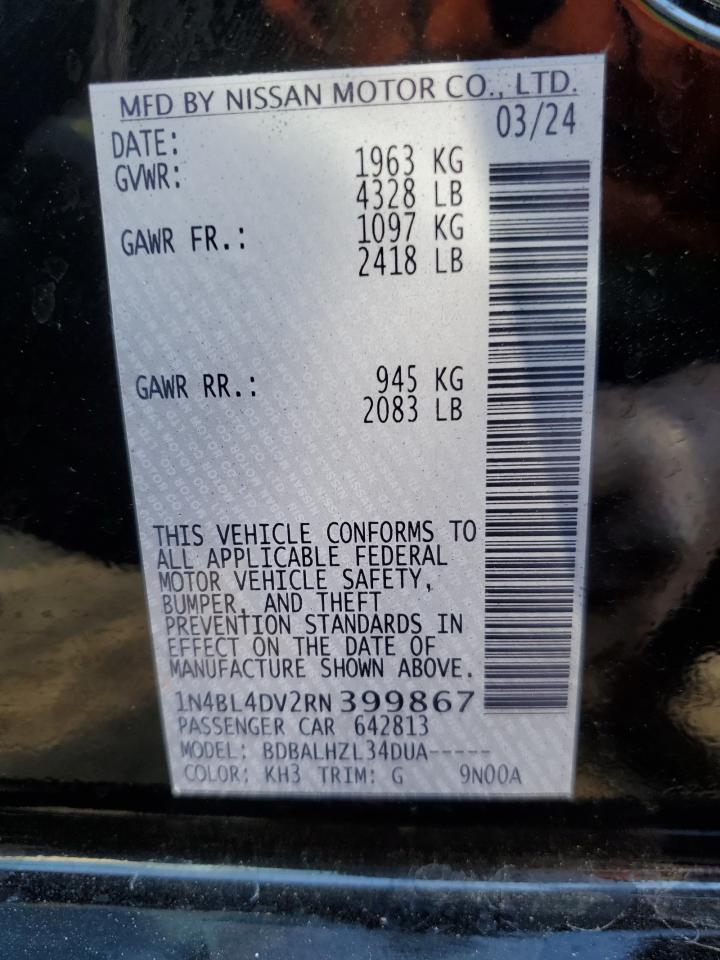 MFD BY NISSAN MOTOR CO., LTD.
DATE: 03/24
GVWR: 1963 KG
4328 LB
GAWR FR.: 1097 KG
2418 LB
GAWR RR.: 945 KG
2083 LB
THIS VEHICLE CONFORMS TO
ALL APPLICABLE FEDERAL
MOTOR VEHICLE SAFETY,
BUMPER, AND THEFT
PREVENTION STANDARDS IN
EFFECT ON THE DATE OF
MANUFACTURE SHOWN ABOVE.
1N4BL4DV2RN399867
PASSENGER CAR 642813
MODEL: BDBALHZL34DUA-----
COLOR: KH3 TRIM: G 9N00A